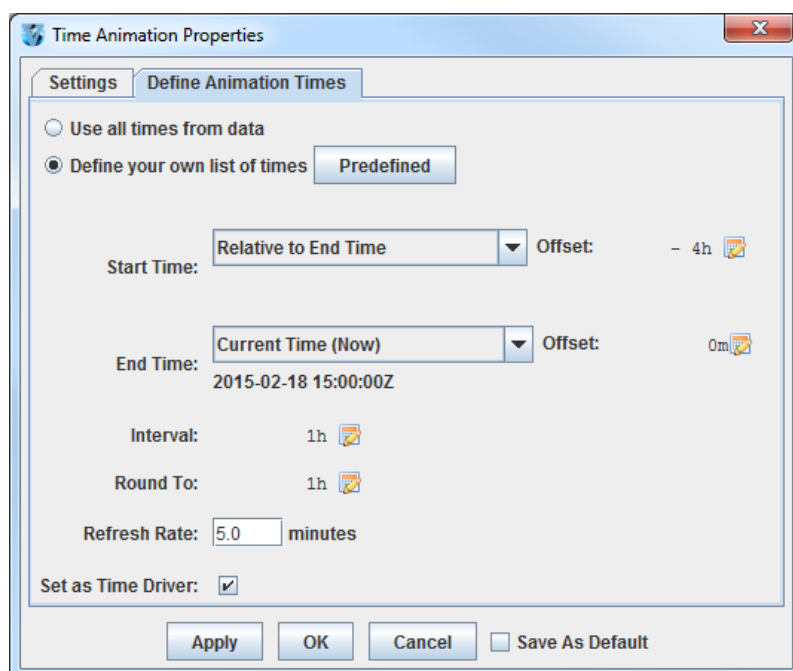 Time Animation Properties
Settings Define Animation Times
Use all times from data
Define your own list of times Predefined
Start Time: Relative to End Time Offset: - 4h
End Time: Current Time (Now) Offset: 0m
2015-02-18 15:00:00Z
Interval: 1h
Round To: 1h
Refresh Rate: 5.0 minutes
Set as Time Driver:
Apply OK Cancel Save As Default